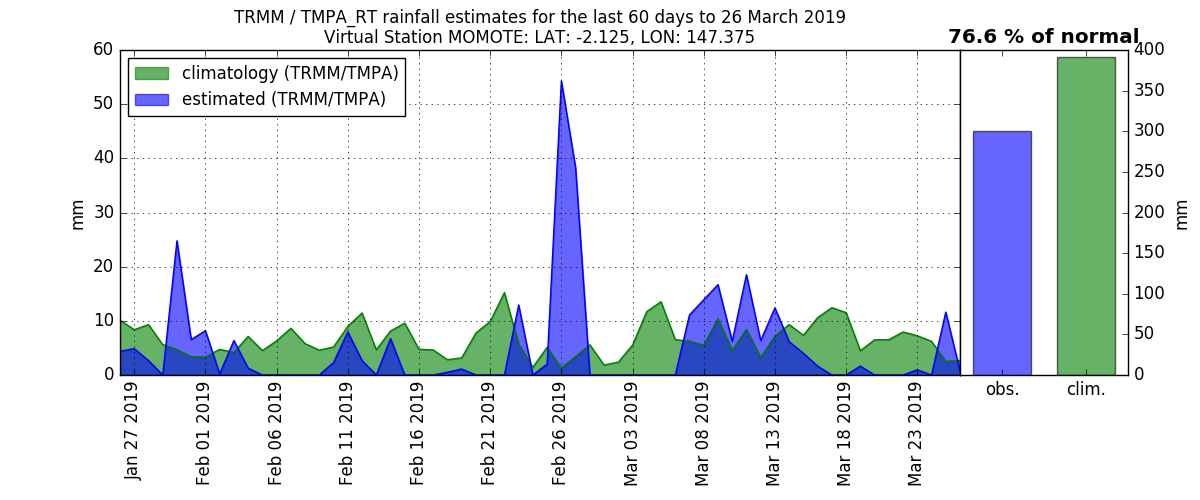 TRMM / TMPA_RT rainfall estimates for the last 60 days to 26 March 2019
Virtual Station MOMOTE: LAT: -2.125, LON: 147.375
76.6 % of normal
climatology (TRMM/TMPA)
estimated (TRMM/TMPA)
mm
60
50
40
30
20
10
0
Jan 27 2019
Feb 01 2019
Feb 06 2019
Feb 11 2019
Feb 16 2019
Feb 21 2019
Feb 26 2019
Mar 03 2019
Mar 08 2019
Mar 13 2019
Mar 18 2019
Mar 23 2019
obs.
clim.
400
350
300
250
200
150
100
50
0
mm